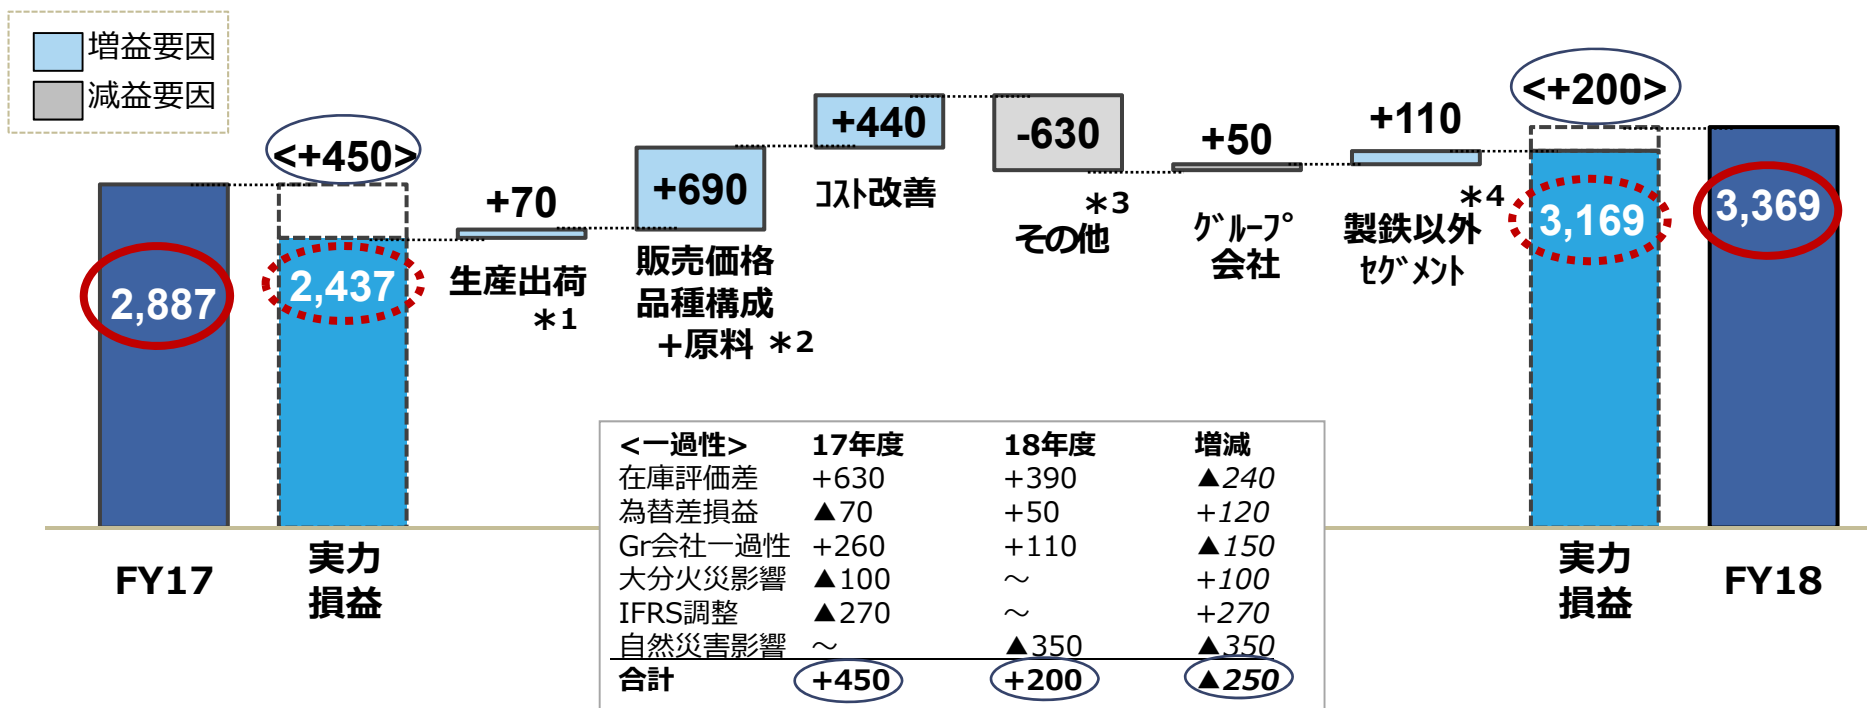 増益要因
減益要因
<+450>
+70
+690
+440
-630
+50
+110
<+200>
2,887
2,437
3,169
3,369
生産出荷
*1
販売価格
品種構成
+原料 *2
コスト改善
*3
その他
グループ
会社
*4
製鉄以外
セグメント
<一過性> 17年度 18年度 増減
在庫評価差 +630 +390 ▲240
為替差損益 ▲70 +50 +120
Gr会社一過性 +260 +110 ▲150
大分火災影響 ▲100 ～ +100
IFRS調整 ▲270 ～ +270
自然災害影響 ～ ▲350 ▲350
合計 +450 +200 ▲250
FY17
実力
損益
実力
損益
FY18